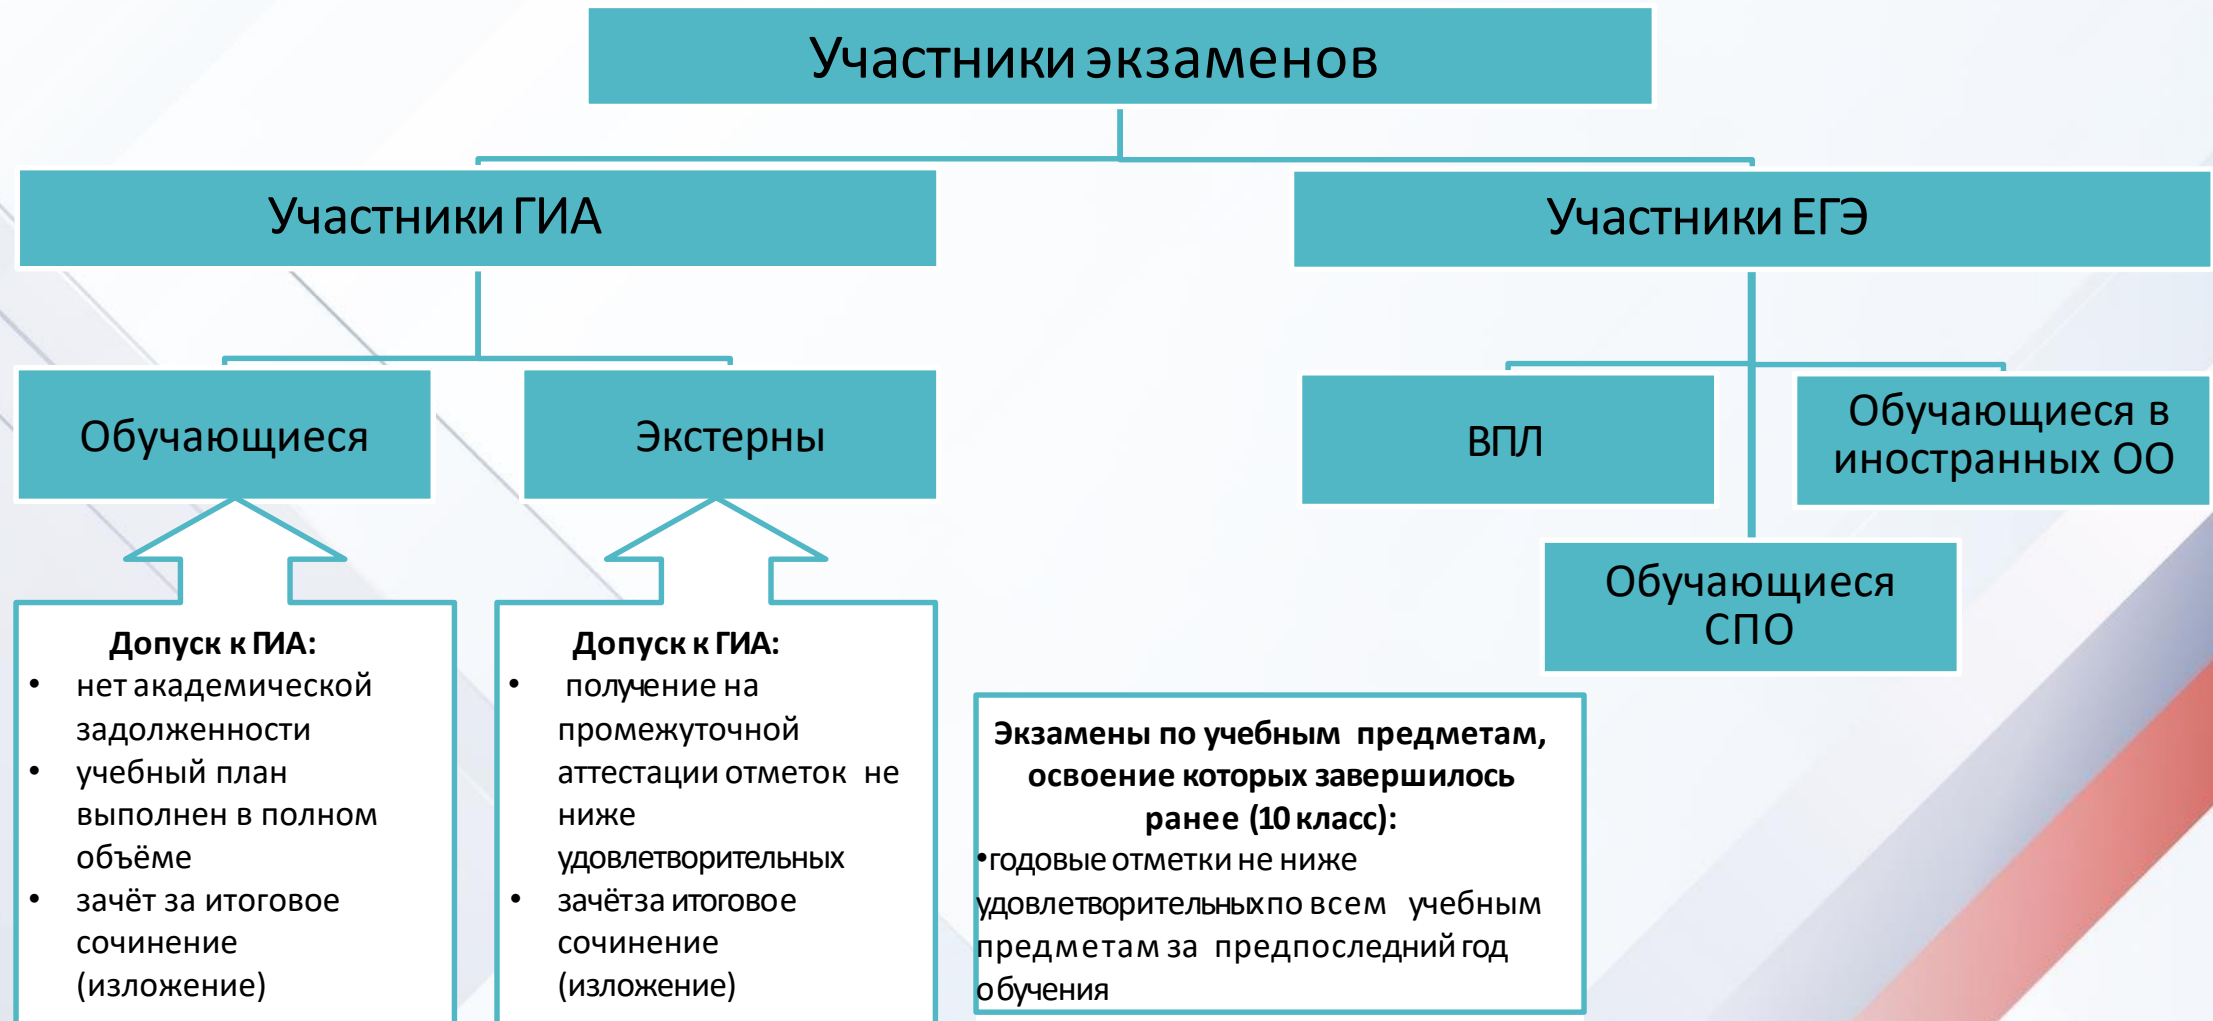 Участники экзаменов
Участники ГИА
Участники ЕГЭ
Обучающиеся
Экстерны
ВПЛ
Обучающиеся в
иностранных ОО
Обучающиеся
СПО
Допуск к ГИА:
• нет академической
задолженности
• учебный план
выполнен в полном
объёме
• зачёт за итоговое
сочинение
(изложение)
Допуск к ГИА:
• получение на
промежуточной
аттестации отметок не
ниже
удовлетворительных
• зачёт за итоговое
сочинение
(изложение)
Экзамены по учебным предметам,
освоение которых завершилось
ранее (10 класс):
•годовые отметки не ниже
удовлетворительных по всем учебным
предметам за предпоследний год
обучения